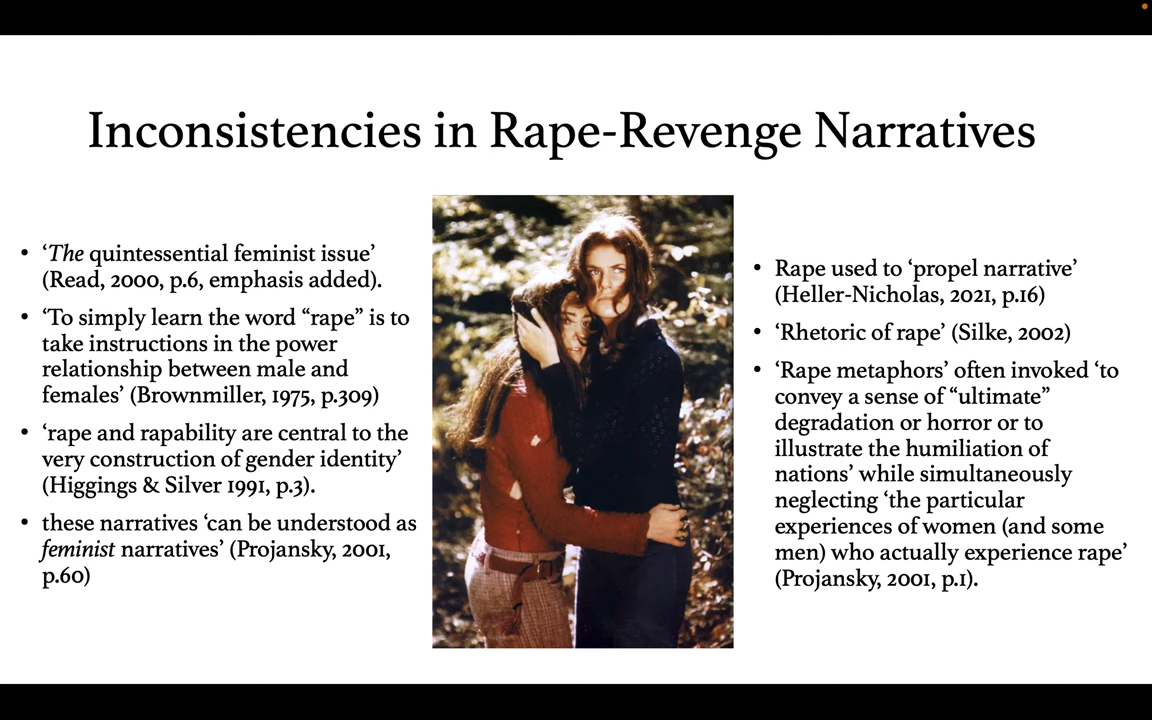 Inconsistencies in Rape-Revenge Narratives
• ‘The quintessential feminist issue’
(Read, 2000, p.6, emphasis added).
• ‘To simply learn the word “rape” is to
take instructions in the power
relationship between male and
females’ (Brownmiller, 1975, p.309)
• ‘rape and rapability are central to the
very construction of gender identity’
(Higgings & Silver 1991, p.3).
• these narratives ‘can be understood as
feminist narratives’ (Projansky, 2001,
p.60)
• Rape used to ‘propel narrative’
(Heller-Nicholas, 2021, p.16)
• ‘Rhetoric of rape’ (Silke, 2002)
• ‘Rape metaphors’ often invoked ‘to
convey a sense of “ultimate”
degradation or horror or to
illustrate the humiliation of
nations’ while simultaneously
neglecting ‘the particular
experiences of women (and some
men) who actually experience rape’
(Projansky, 2001, p.1).